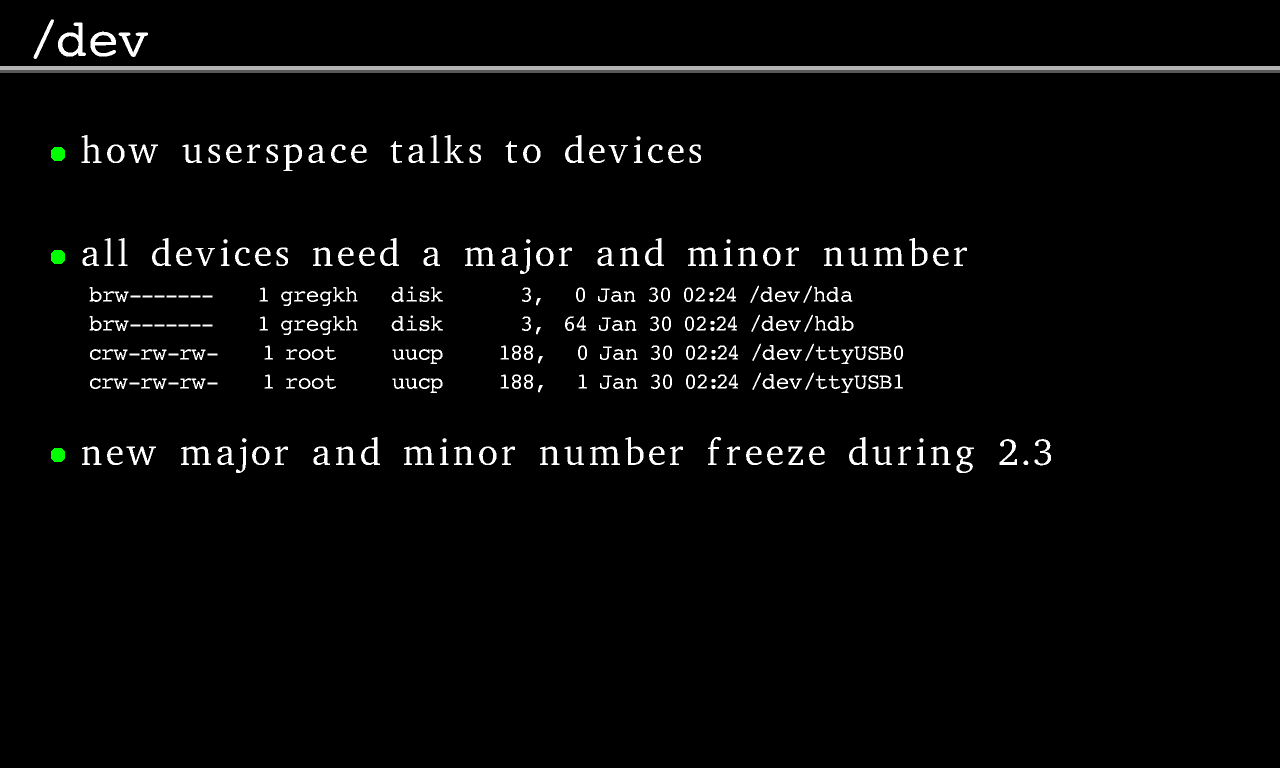 /dev
how userspace talks to devices
all devices need a major and minor number
brw------- 1 gregkh disk 3, 0 Jan 30 02:24 /dev/hda
brw------- 1 gregkh disk 3, 64 Jan 30 02:24 /dev/hdb
crw-rw-rw- 1 root uucp 188, 0 Jan 30 02:24 /dev/ttyUSB0
crw-rw-rw- 1 root uucp 188, 1 Jan 30 02:24 /dev/ttyUSB1
new major and minor number freeze during 2.3